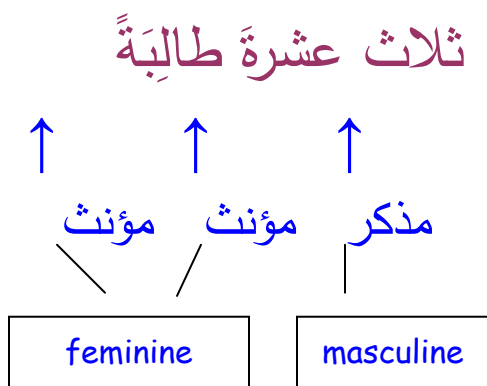 ثلاث عشرةَ طالِبَةً
↑ ↑ ↑
مذكر مؤنث مؤنث
feminine masculine